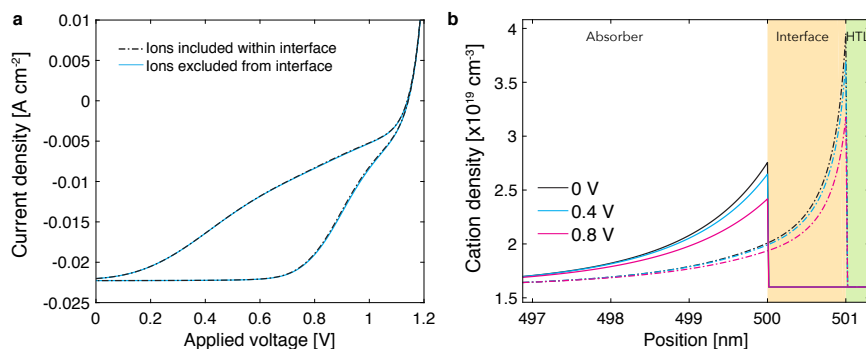 a
0.01
0.005
0
-0.005
-0.01
-0.015
-0.02
-0.025
Current density [A cm⁻²]
Ions included within interface
Ions excluded from interface
0 0.2 0.4 0.6 0.8 1 1.2
Applied voltage [V]
b
4
3.5
3
2.5
2
1.5
Cation density [x10¹⁹ cm⁻³]
Absorber Interface HTL
0 V
0.4 V
0.8 V
497 498 499 500 501
Position [nm]